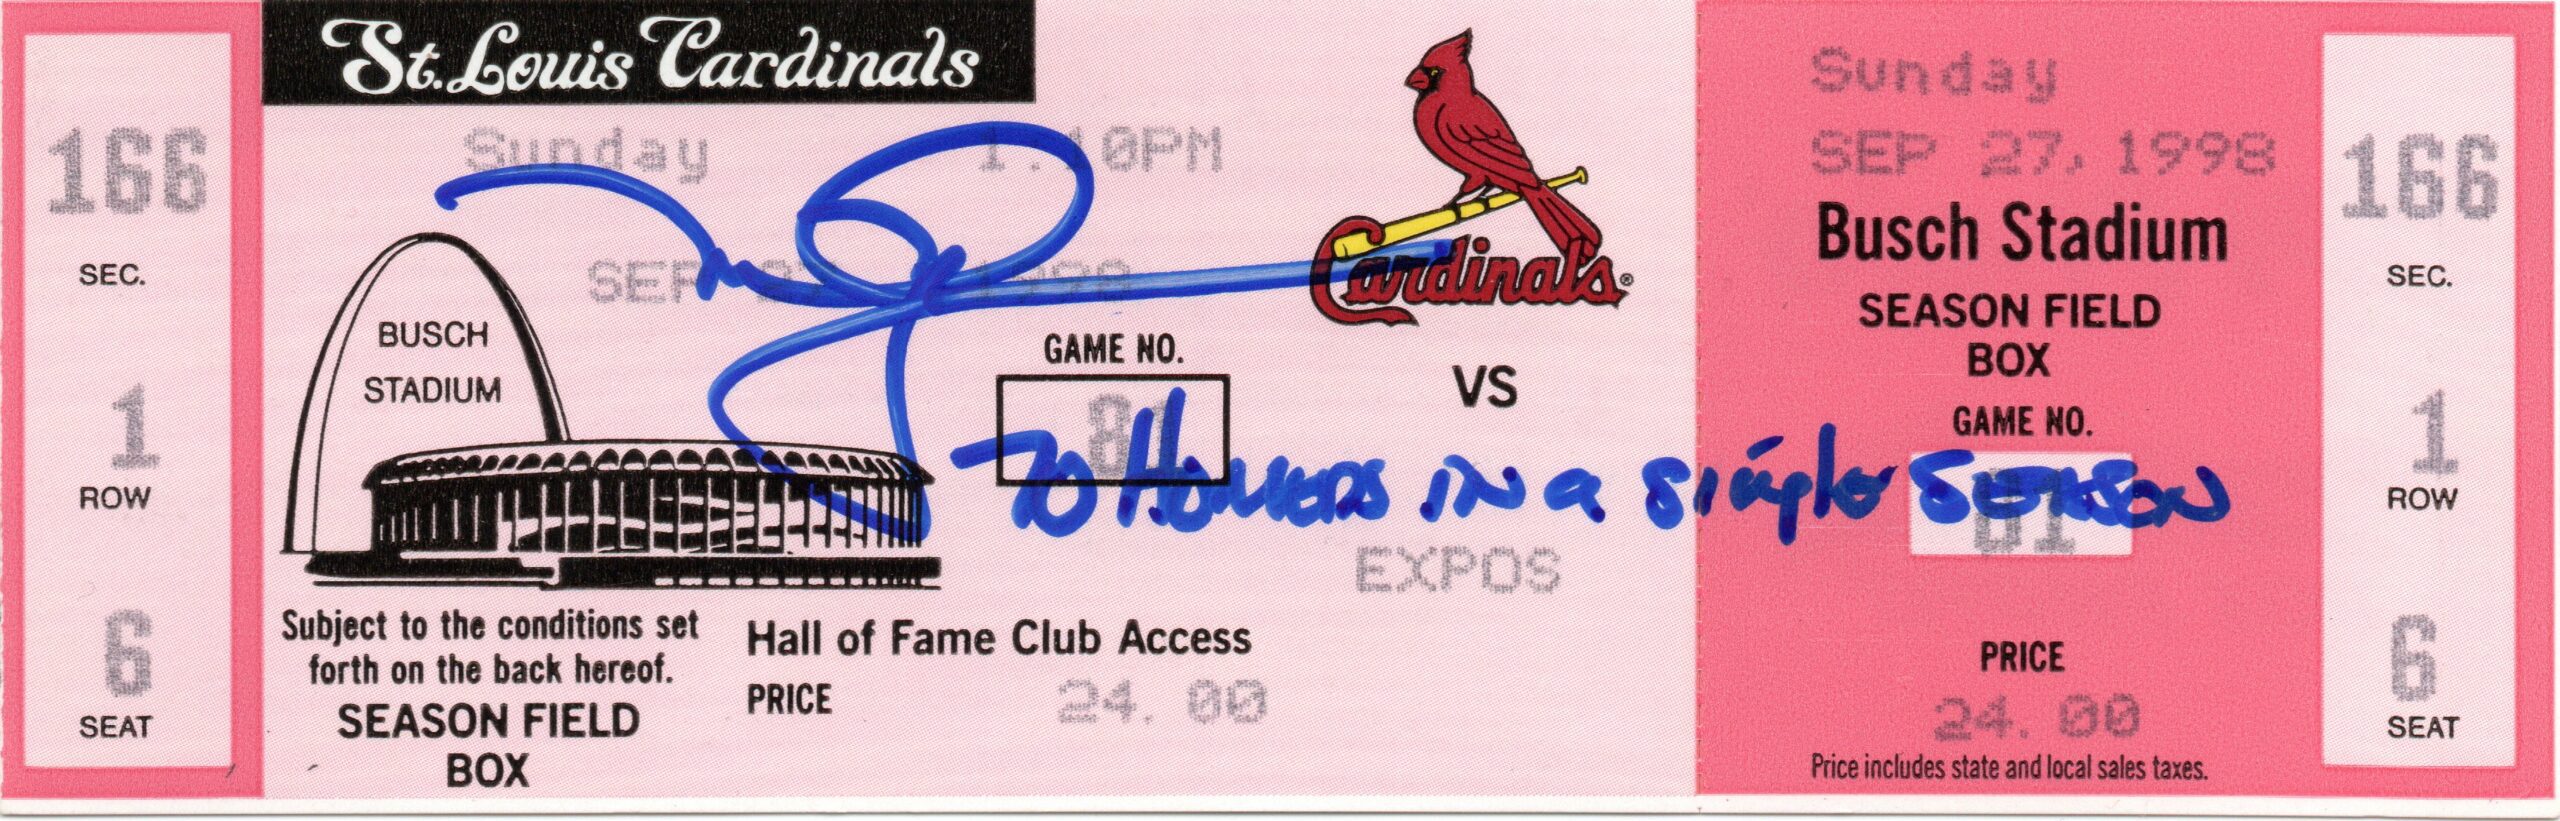 St. Louis Cardinals
166
SEC.
1
ROW
6
SEAT
Sunday 1.10PM
SEP 27 1998
BUSCH
STADIUM
GAME NO.
81
Cardinals®
VS
EXPOS
70 Homers in a single season
Subject to the conditions set
forth on the back hereof.
SEASON FIELD
BOX
Hall of Fame Club Access
PRICE 24.00
Sunday
SEP 27, 1998
Busch Stadium
SEASON FIELD
BOX
GAME NO.
81
PRICE
24.00
Price includes state and local sales taxes.
166
SEC.
1
ROW
6
SEAT